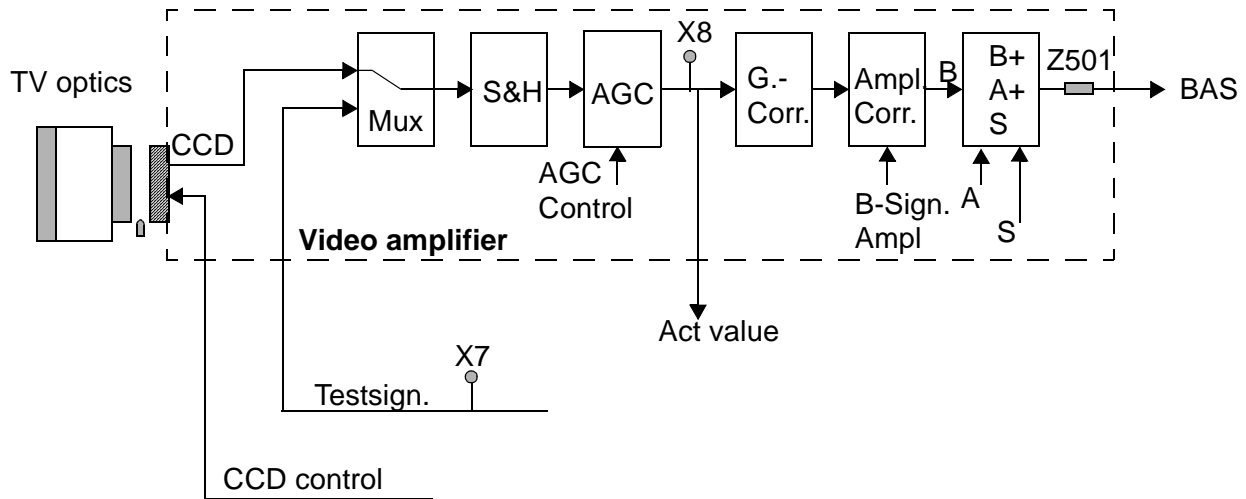 TV optics
CCD
Mux
S&H
AGC
AGC
Control
X8
G.-
Corr.
Ampl.
Corr.
B-Sign.
Ampl
B
B+
A+
S
A
S
Z501
BAS
Video amplifier
Act value
X7
Testsign.
CCD control